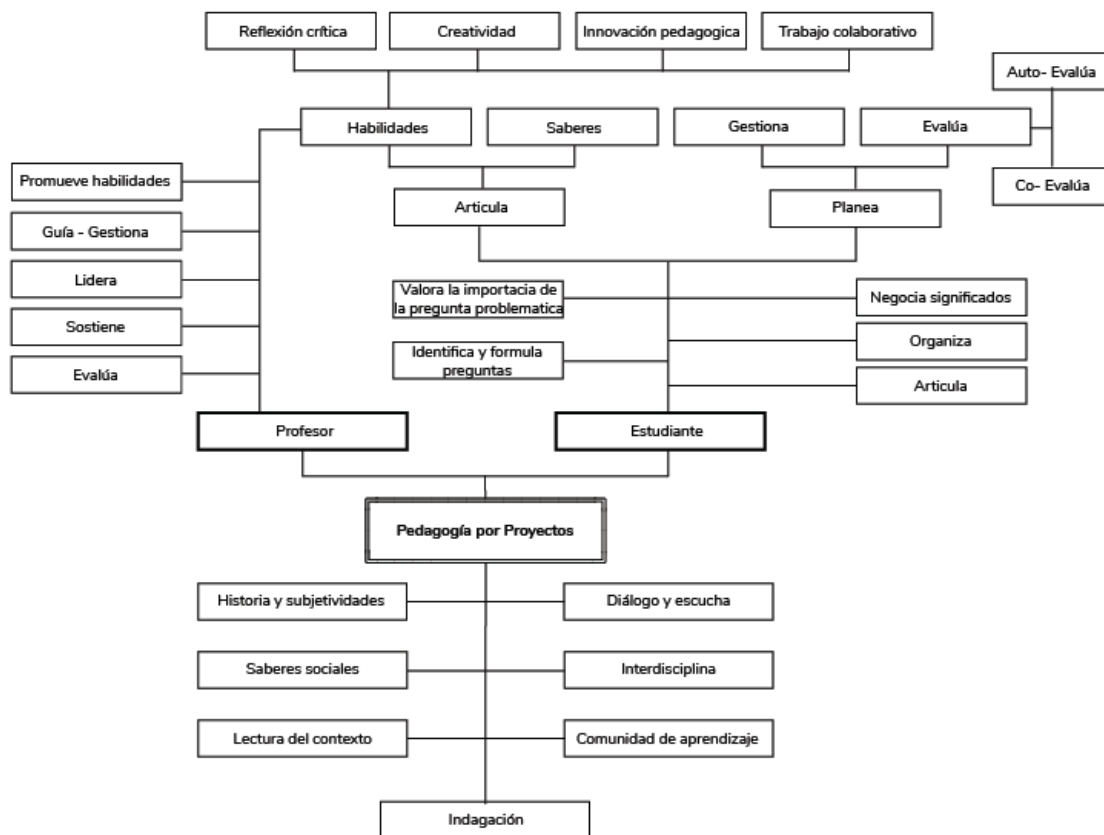 Reflexión crítica
Creatividad
Innovación pedagogica
Trabajo colaborativo
Auto- Evalúa
Habilidades
Saberes
Gestiona
Evalúa
Promueve habilidades
Co- Evalúa
Articula
Planea
Guía - Gestiona
Lidera
Valora la importacia de
la pregunta problematica
Negocia significados
Sostiene
Organiza
Identifica y formula
preguntas
Evalúa
Articula
Profesor
Estudiante
Pedagogía por Proyectos
Historia y subjetividades
Diálogo y escucha
Saberes sociales
Interdisciplina
Lectura del contexto
Comunidad de aprendizaje
Indagación